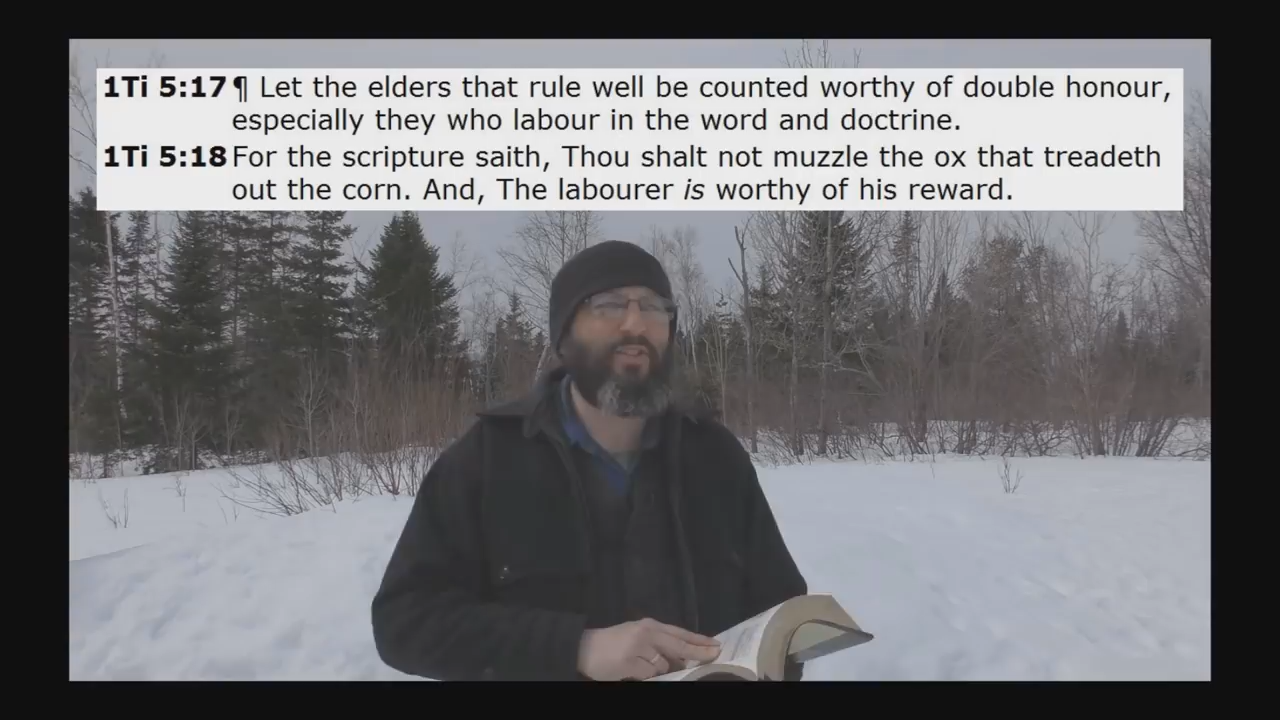 1Ti 5:17 ¶ Let the elders that rule well be counted worthy of double honour,
especially they who labour in the word and doctrine.
1Ti 5:18 For the scripture saith, Thou shalt not muzzle the ox that treadeth
out the corn. And, The labourer is worthy of his reward.